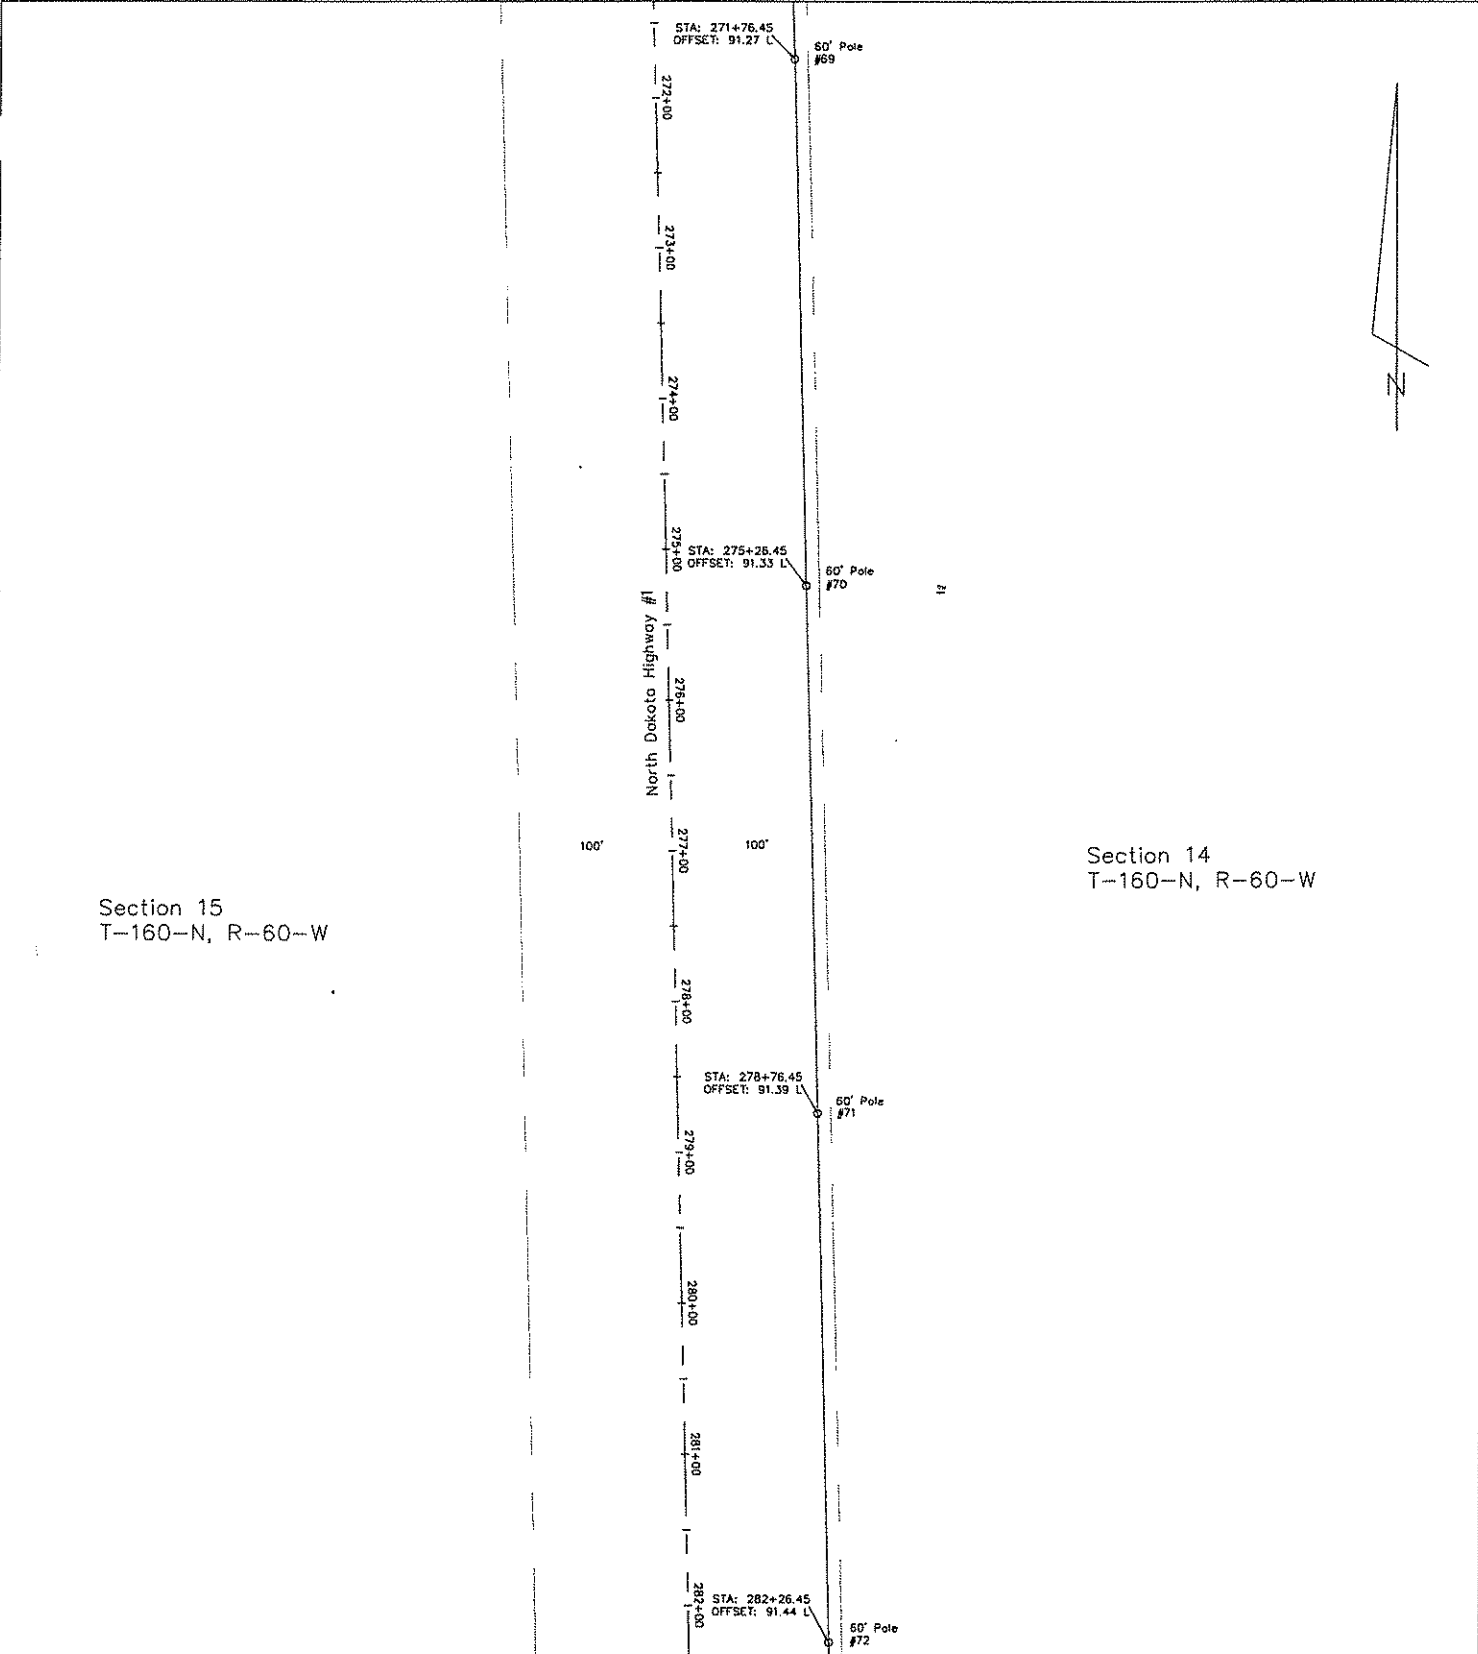 STA: 271+76.45
OFFSET: 91.27 L
60' Pole
#69
272+00
273+00
274+00
275+00
STA: 275+26.45
OFFSET: 91.33 L
60' Pole
#70
N
North Dakota Highway #1
276+00
277+00
100'
100'
Section 14
T-160-N, R-60-W
Section 15
T-160-N, R-60-W
278+00
STA: 278+76.45
OFFSET: 91.39 L
60' Pole
#71
279+00
280+00
281+00
282+00
STA: 282+26.45
OFFSET: 91.44 L
60' Pole
#72